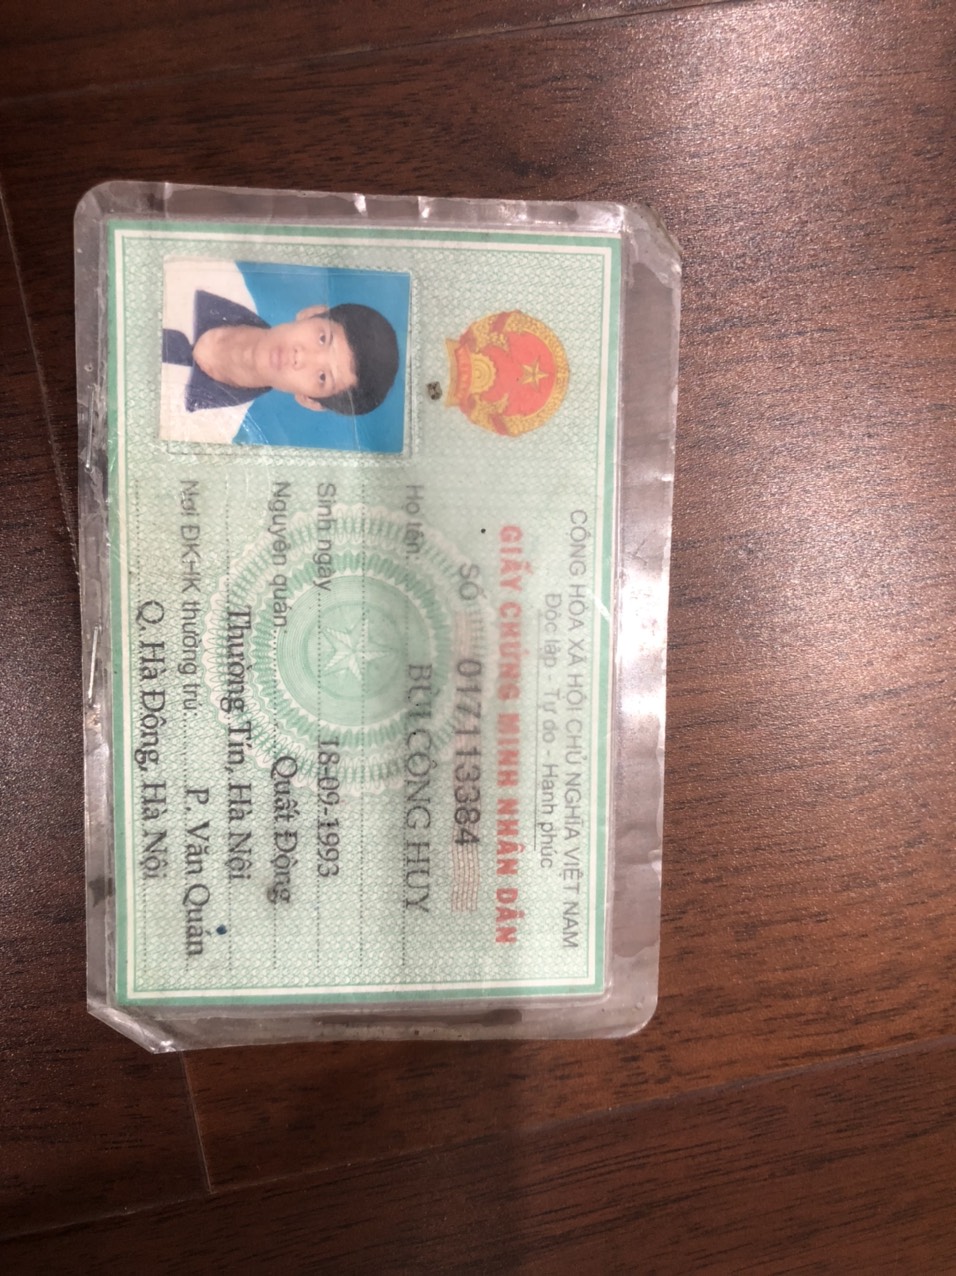 CỘNG HÒA XÃ HỘI CHỦ NGHĨA VIỆT NAM
Độc lập - Tự do - Hạnh phúc
GIẤY CHỨNG MINH NHÂN DÂN
SỐ 017113384
Họ tên: BÙI CÔNG HUY
Sinh ngày 18-09-1993
Nguyên quán: Quất Động
Thường Tín, Hà Nội
Nơi ĐKHK thường trú: P. Văn Quán
Q. Hà Đông, Hà Nội